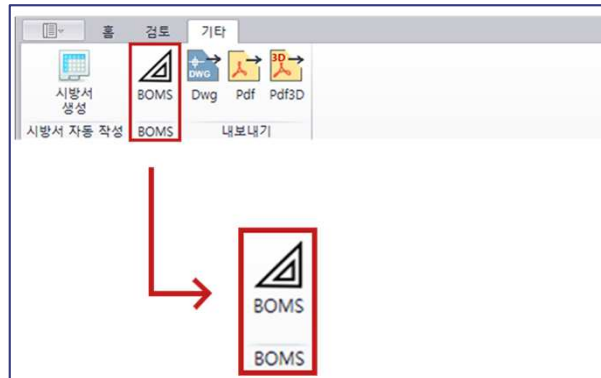 홈 검토 기타
시방서
생성
BOMS
DWG
Dwg
3D
Pdf
Pdf3D
시방서 자동 작성
BOMS
내보내기
BOMS
BOMS